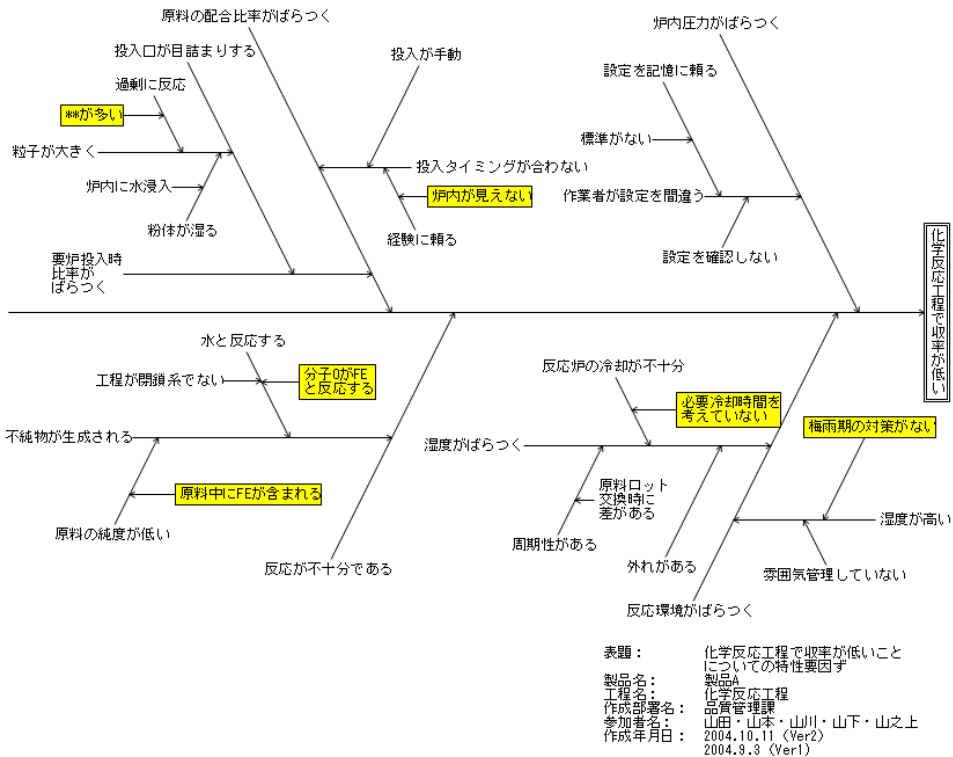 原料の配合比率がばらつく
投入口が目詰まりする
過剰に反応
**が多い
粒子が大きく
炉内に水浸入
粉体が湿る
要炉投入時
比率が
ばらつく
投入が手動
投入タイミングが合わない
炉内が見えない
経験に頼る
炉内圧力がばらつく
設定を記憶に頼る
標準がない
作業者が設定を間違う
設定を確認しない
化学反応工程で収率が低い
水と反応する
工程が閉鎖系でない
分子OがFE
と反応する
不純物が生成される
原料中にFEが含まれる
原料の純度が低い
反応が不十分である
反応炉の冷却が不十分
必要冷却時間を
考えていない
湿度がばらつく
原料ロット
交換時に
差がある
周期性がある
外れがある
反応環境がばらつく
梅雨期の対策がない
湿度が高い
雰囲気管理していない
表題： 化学反応工程で収率が低いこと
についての特性要因ず
製品名： 製品A
工程名： 化学反応工程
作成部署名： 品質管理課
参加者名： 山田・山本・山川・山下・山之上
作成年月日： 2004.10.11 (Ver2)
2004.9.3 (Ver1)